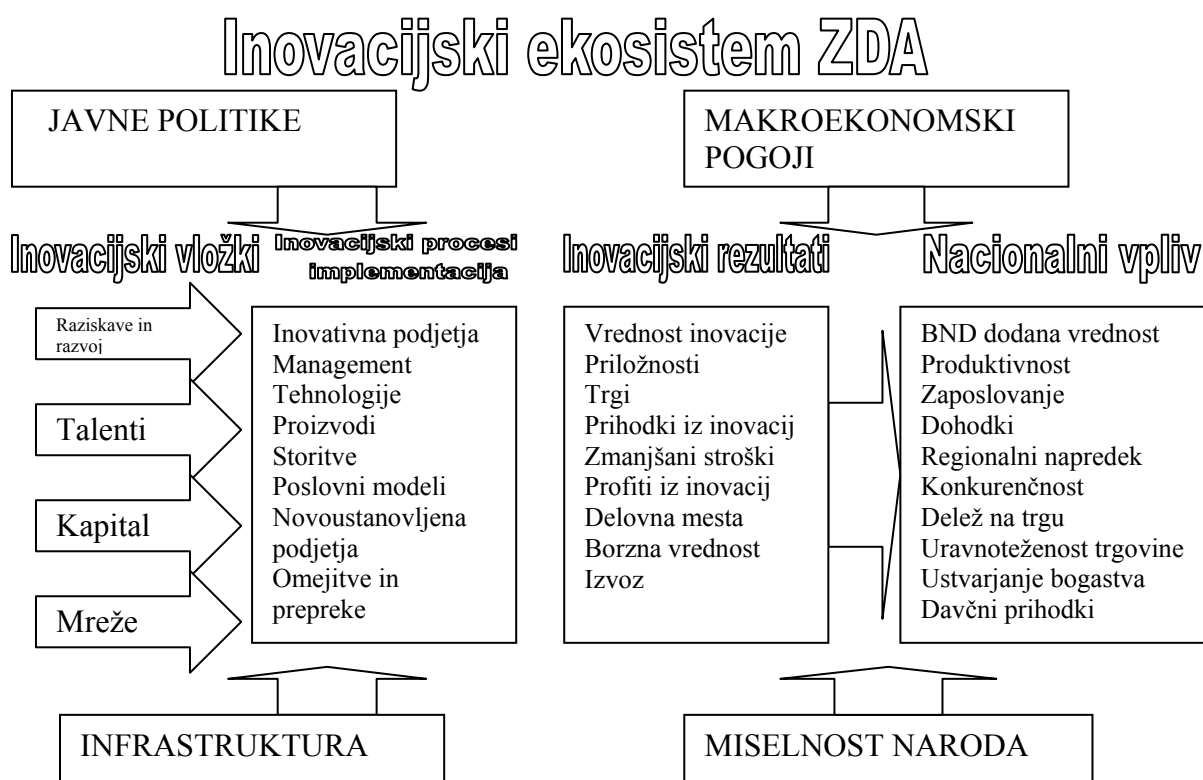 Inovacijski ekosistem ZDA
JAVNE POLITIKE
MAKROEKONOMSKI
POGOJI
Inovacijski vložki
Inovacijski procesi
implementacija
Inovacijski rezultati
Nacionalni vpliv
Raziskave in
razvoj
Talenti
Kapital
Mreže
Inovativna podjetja
Management
Tehnologije
Proizvodi
Storitve
Poslovni modeli
Novoustanovljena
podjetja
Omejitve in
prepreke
Vrednost inovacije
Priložnosti
Trgi
Prihodki iz inovacij
Zmanjšani stroški
Profiti iz inovacij
Delovna mesta
Borzna vrednost
Izvoz
BND dodana vrednost
Produktivnost
Zaposlovanje
Dohodki
Regionalni napredek
Konkurenčnost
Delež na trgu
Uravnoteženost trgovine
Ustvarjanje bogastva
Davčni prihodki
INFRASTRUKTURA
MISELNOST NARODA